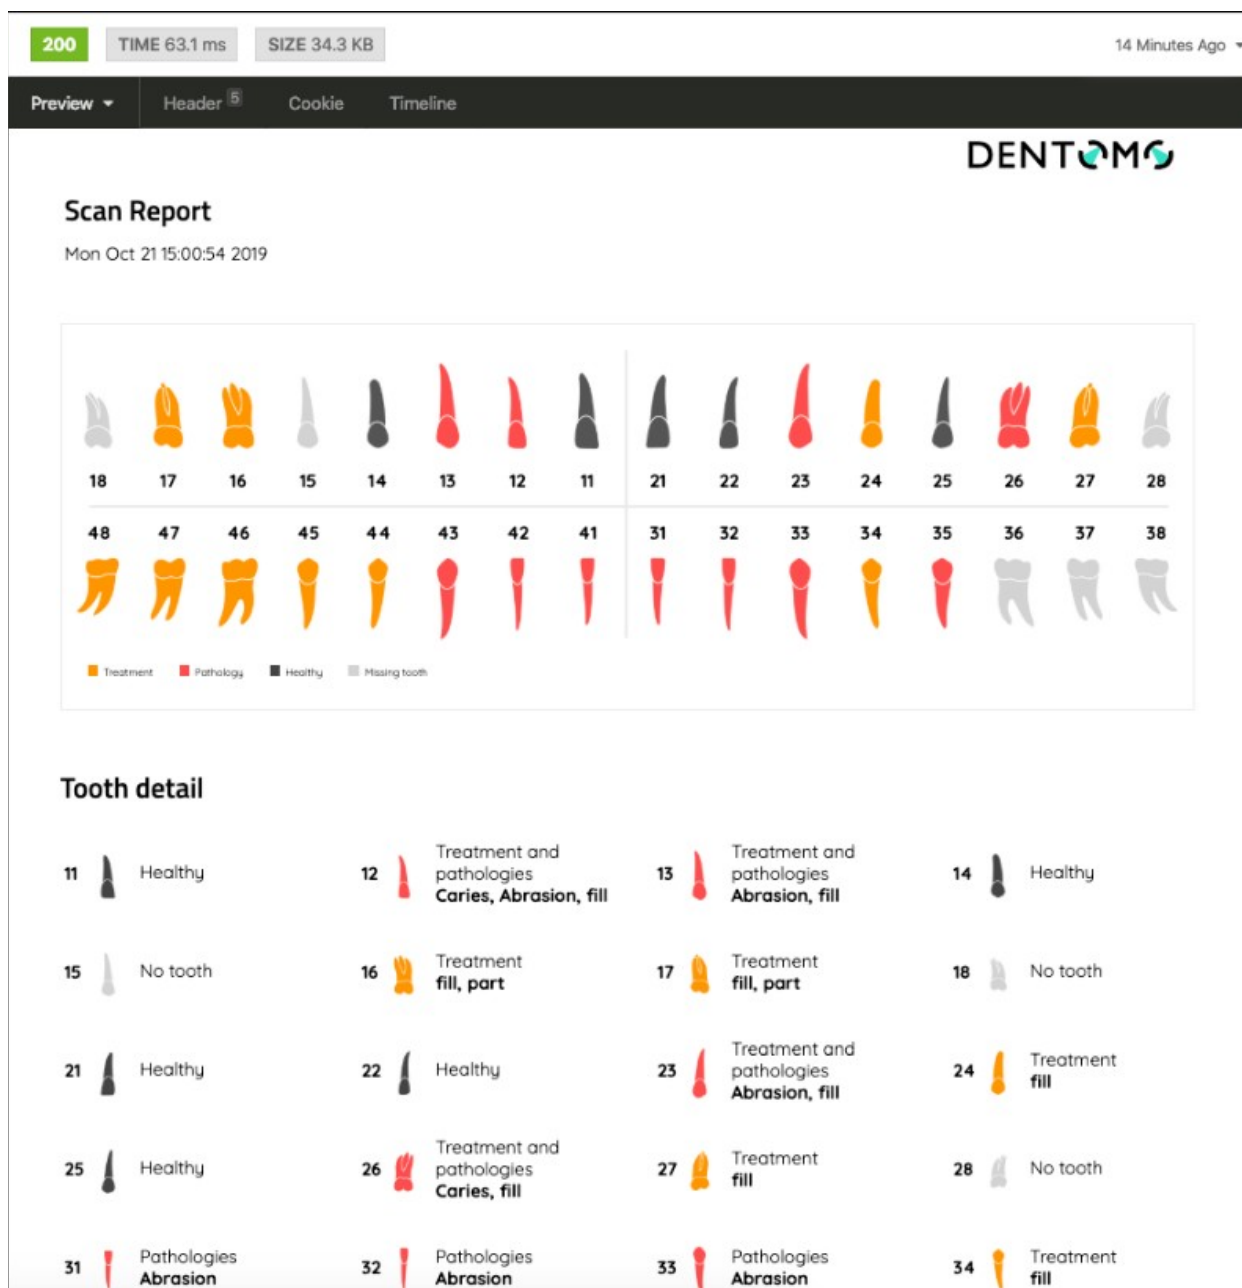 200 TIME 63.1 ms SIZE 34.3 KB 14 Minutes Ago
Preview Header 5 Cookie Timeline
DENTOMO
Scan Report
Mon Oct 21 15:00:54 2019
18 17 16 15 14 13 12 11 21 22 23 24 25 26 27 28
48 47 46 45 44 43 42 41 31 32 33 34 35 36 37 38
Treatment Pathology Healthy Missing tooth
Tooth detail
11 Healthy
12 Treatment and
pathologies
Caries, Abrasion, fill
13 Treatment and
pathologies
Abrasion, fill
14 Healthy
15 No tooth
16 Treatment
fill, part
17 Treatment
fill, part
18 No tooth
21 Healthy
22 Healthy
23 Treatment and
pathologies
Abrasion, fill
24 Treatment
fill
25 Healthy
26 Treatment and
pathologies
Caries, fill
27 Treatment
fill
28 No tooth
31 Pathologies
Abrasion
32 Pathologies
Abrasion
33 Pathologies
Abrasion
34 Treatment
fill